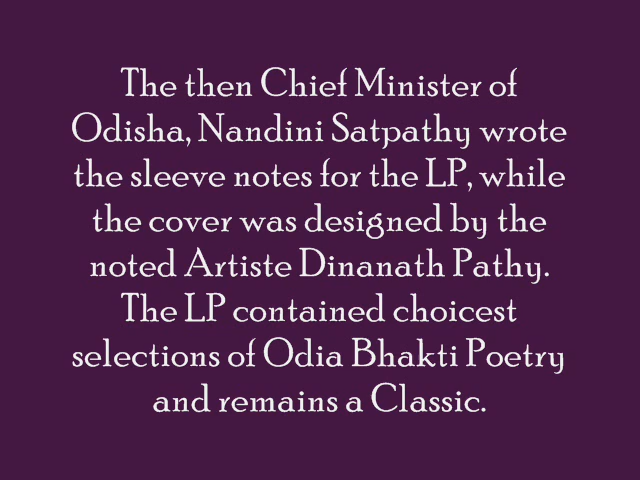 The then Chief Minister of
Odisha, Nandini Satpathy wrote
the sleeve notes for the LP, while
the cover was designed by the
noted Artiste Dinanath Pathy.
The LP contained choicest
selections of Odia Bhakti Poetry
and remains a Classic.